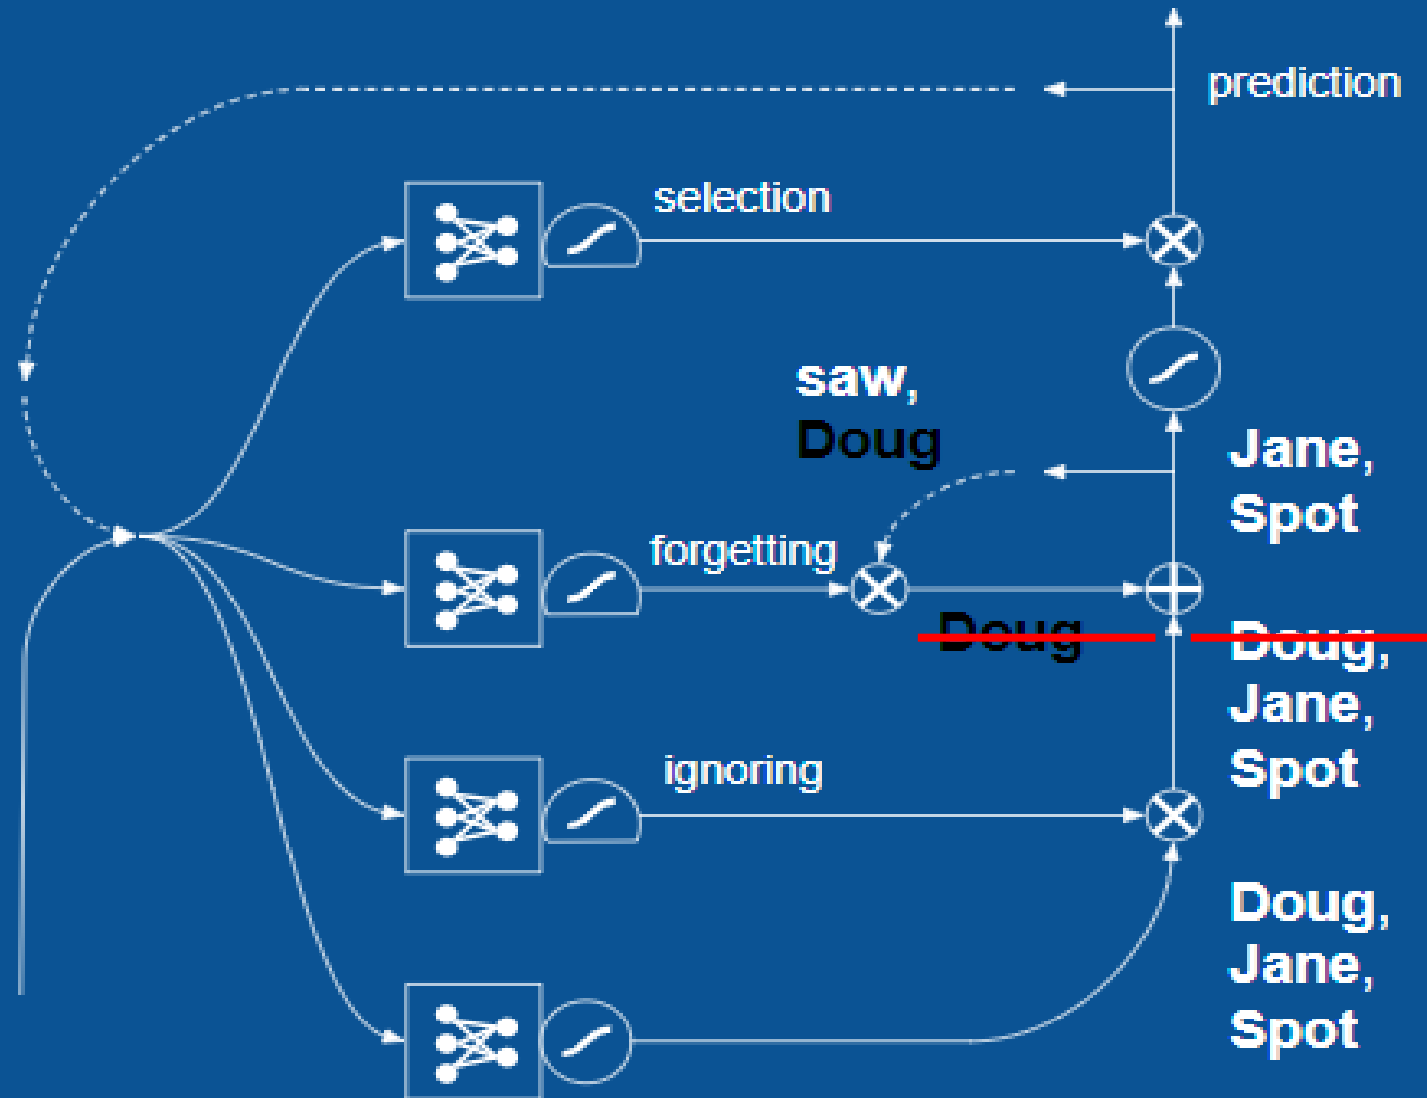 prediction
selection
saw,
Doug
Jane,
Spot
forgetting
Doug
Doug,
Jane,
Spot
ignoring
Doug,
Jane,
Spot